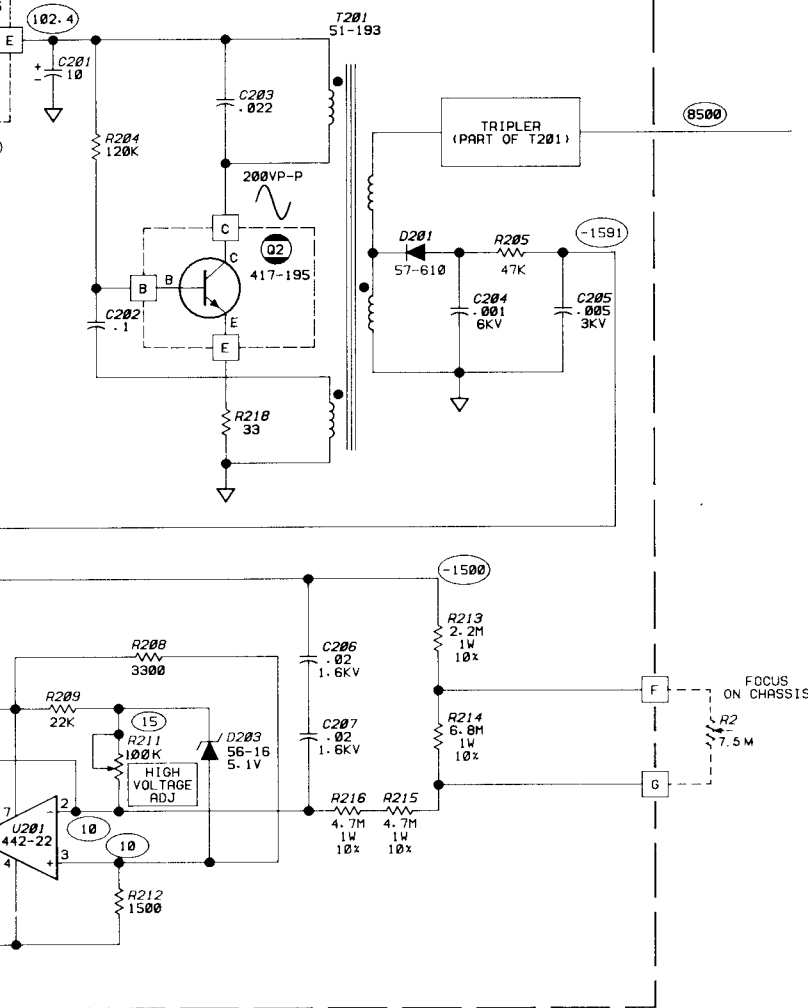 102.4
E
T201
51-193
+
-
C201
10
C203
.022
R204
120K
TRIPLER
(PART OF T201)
8500
200VP-P
C
Q2
C
417-195
D201
57-610
R205
47K
-1591
B
B
C202
.1
E
E
C204
.001
6KV
C205
.005
3KV
R218
33
-1500
R213
2.2M
1W
10%
R208
3300
C206
.02
1.6KV
F
FOCUS
ON CHASSIS
R209
22K
15
R211
100K
D203
56-16
5.1V
C207
.02
1.6KV
R214
6.8M
1W
10%
R2
7.5M
HIGH
VOLTAGE
ADJ
G
7
2
-
U201
442-22
10
10
3
+
4
R216
4.7M
1W
10%
R215
4.7M
1W
10%
R212
1500